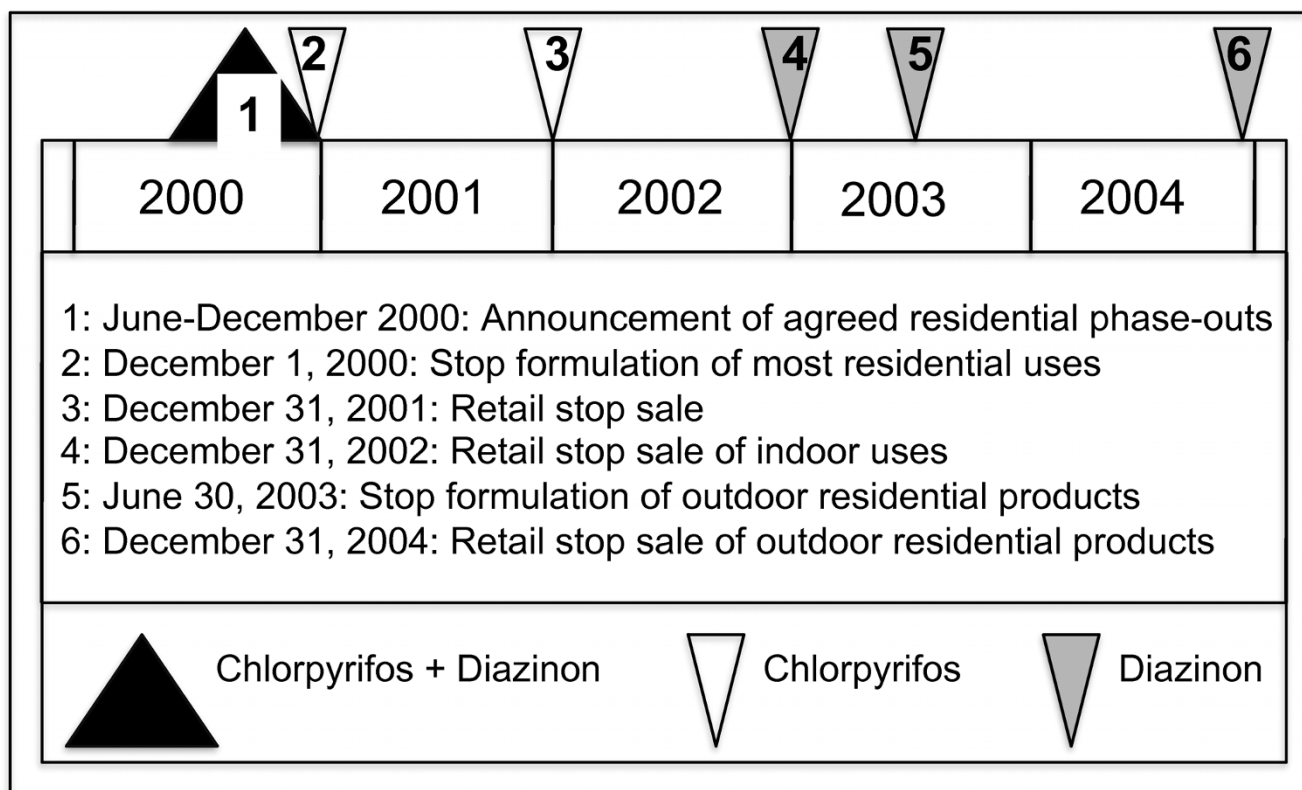 1 2 3 4 5 6
2000 2001 2002 2003 2004
1: June-December 2000: Announcement of agreed residential phase-outs
2: December 1, 2000: Stop formulation of most residential uses
3: December 31, 2001: Retail stop sale
4: December 31, 2002: Retail stop sale of indoor uses
5: June 30, 2003: Stop formulation of outdoor residential products
6: December 31, 2004: Retail stop sale of outdoor residential products
Chlorpyrifos + Diazinon Chlorpyrifos Diazinon